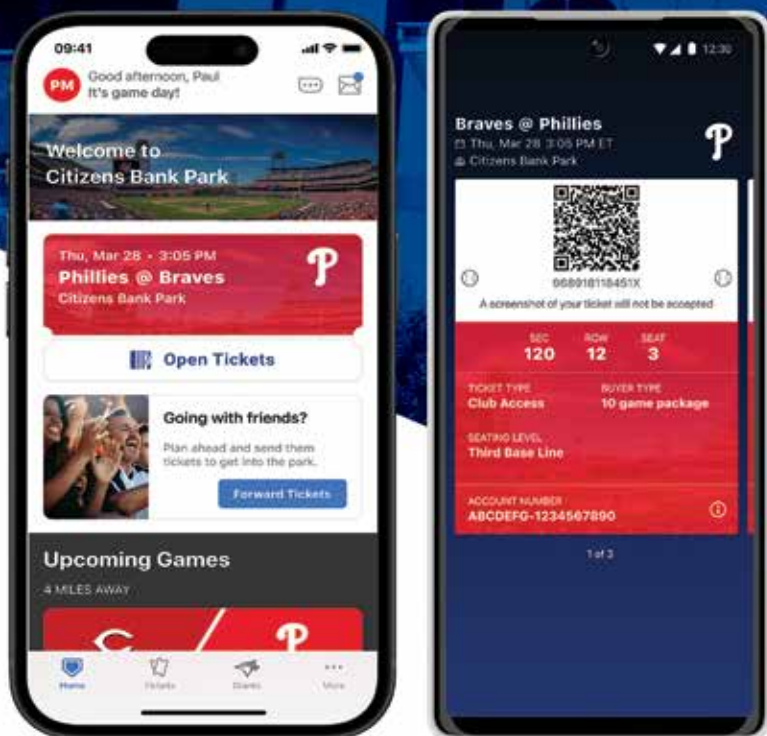 09:41
PM
Good afternoon, Paul
It's game day!
Welcome to
Citizens Bank Park
Thu, Mar 28 • 3:05 PM
Phillies @ Braves
Citizens Bank Park
P
Open Tickets
Going with friends?
Plan ahead and send them
tickets to get into the park.
Forward Tickets
Upcoming Games
4 MILES AWAY
C
P
Home
Tickets
More
12:30
Braves @ Phillies
Thu, Mar 28 3:05 PM ET
Citizens Bank Park
P
968918118451X
A screenshot of your ticket will not be accepted
SEC ROW SEAT
120 12 3
TICKET TYPE BUYER TYPE
Club Access 10 game package
SEATING LEVEL
Third Base Line
ACCOUNT NUMBER
ABCDEFG-1234567890
1 of 3